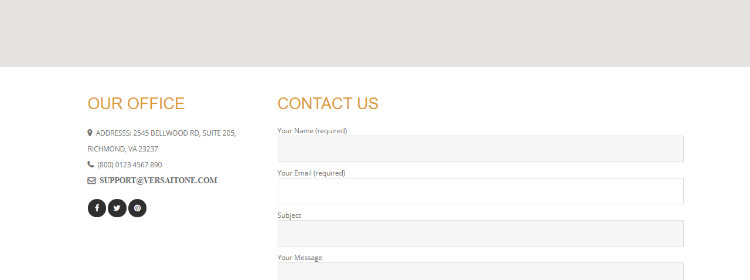 OUR OFFICE
ADDRESSS: 2545 BELLWOOD RD, SUITE 205,
RICHMOND, VA 23237
(800) 0123 4567 890
SUPPORT@VERSAITONE.COM
CONTACT US
Your Name (required)
Your Email (required)
Subject
Your Message